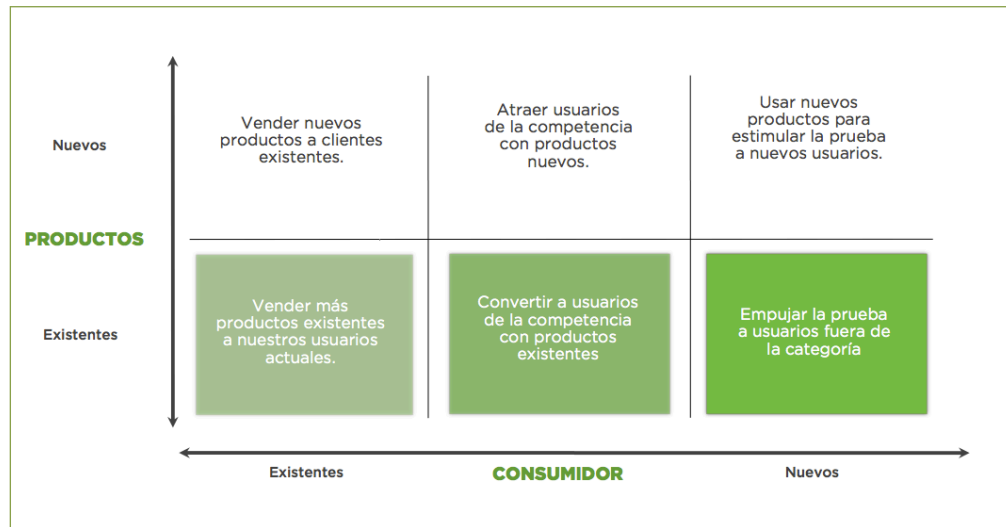 Nuevos
Vender nuevos
productos a clientes
existentes.
Atraer usuarios
de la competencia
con productos
nuevos.
Usar nuevos
productos para
estimular la prueba
a nuevos usuarios.
PRODUCTOS
Existentes
Vender más
productos existentes
a nuestros usuarios
actuales.
Convertir a usuarios
de la competencia
con productos
existentes
Empujar la prueba
a usuarios fuera de
la categoría
Existentes
CONSUMIDOR
Nuevos